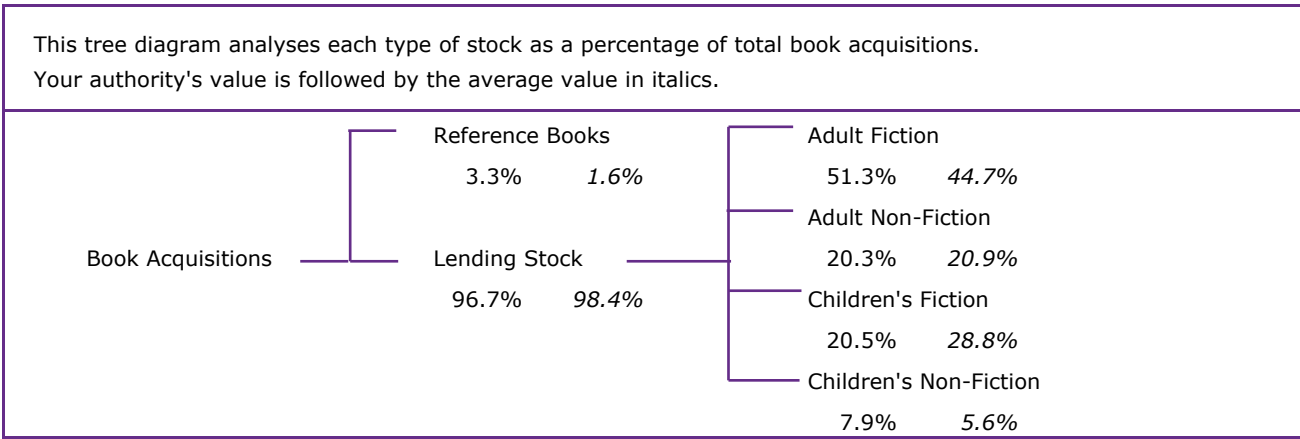 This tree diagram analyses each type of stock as a percentage of total book acquisitions.
Your authority's value is followed by the average value in italics.
Reference Books
3.3% 1.6%
Adult Fiction
51.3% 44.7%
Adult Non-Fiction
Book Acquisitions
Lending Stock
20.3% 20.9%
96.7% 98.4%
Children's Fiction
20.5% 28.8%
Children's Non-Fiction
7.9% 5.6%